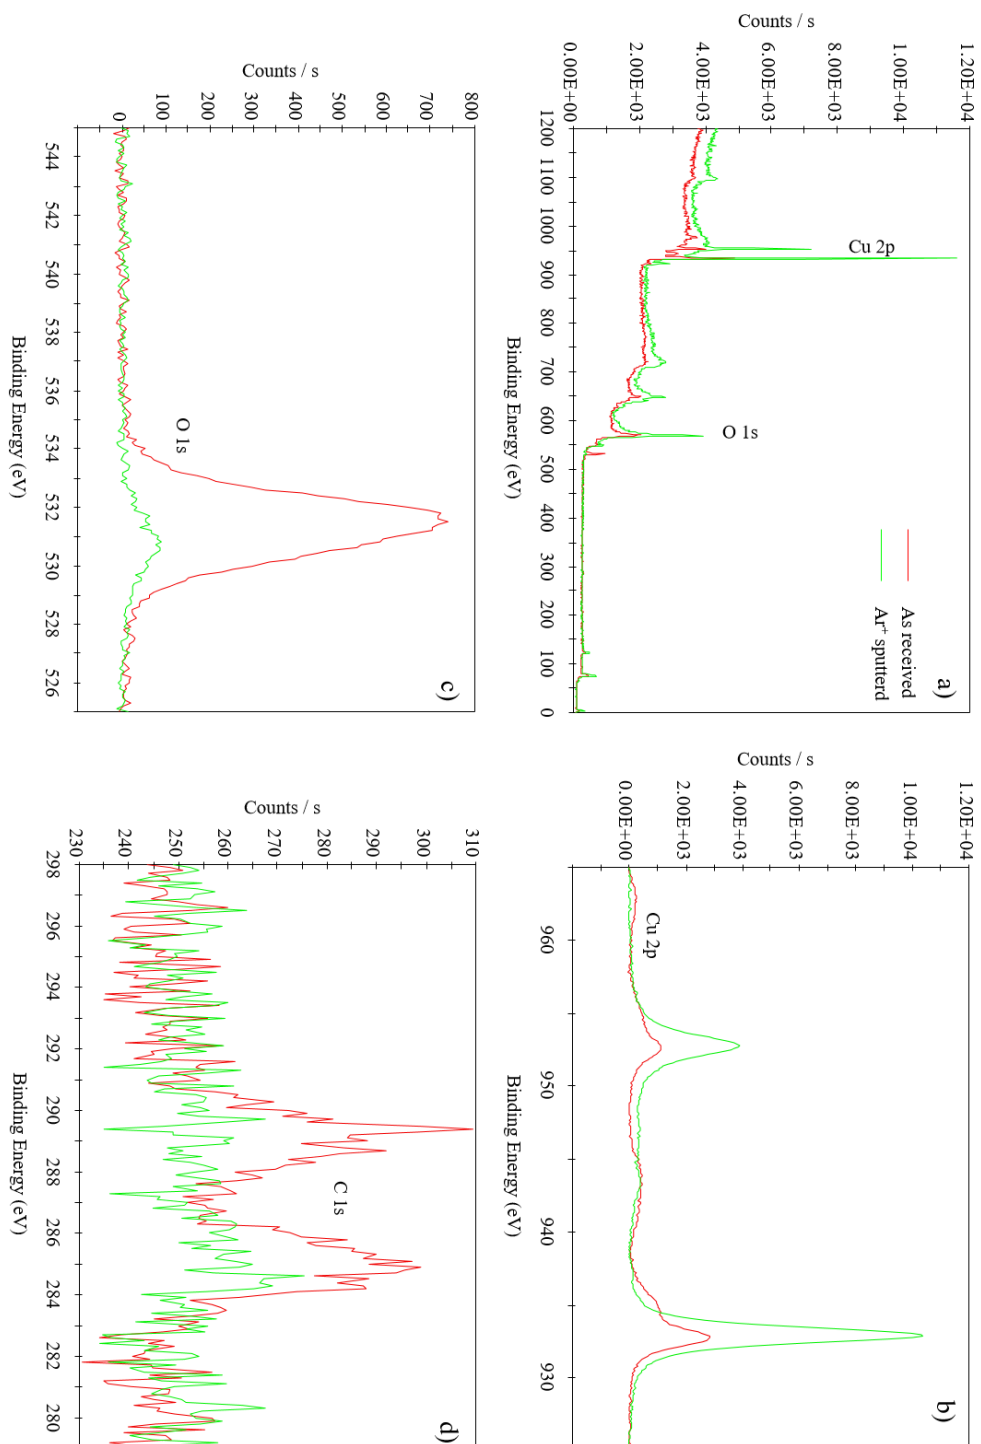 Counts / s
0.00E+00
2.00E+03
4.00E+03
6.00E+03
8.00E+03
1.00E+04
1.20E+04
1200
1100
1000
900
800
700
600
500
400
300
200
100
0
Binding Energy (eV)
Cu 2p
O 1s
As received
Ar⁺ sputterd
a)
Counts / s
0.00E+00
2.00E+03
4.00E+03
6.00E+03
8.00E+03
1.00E+04
1.20E+04
960
950
940
930
Binding Energy (eV)
Cu 2p
b)
Counts / s
0
100
200
300
400
500
600
700
800
544
542
540
538
536
534
532
530
528
526
Binding Energy (eV)
O 1s
c)
Counts / s
230
240
250
260
270
280
290
300
31
298
296
294
292
290
288
286
284
282
280
Binding Energy (eV)
C 1s
d)